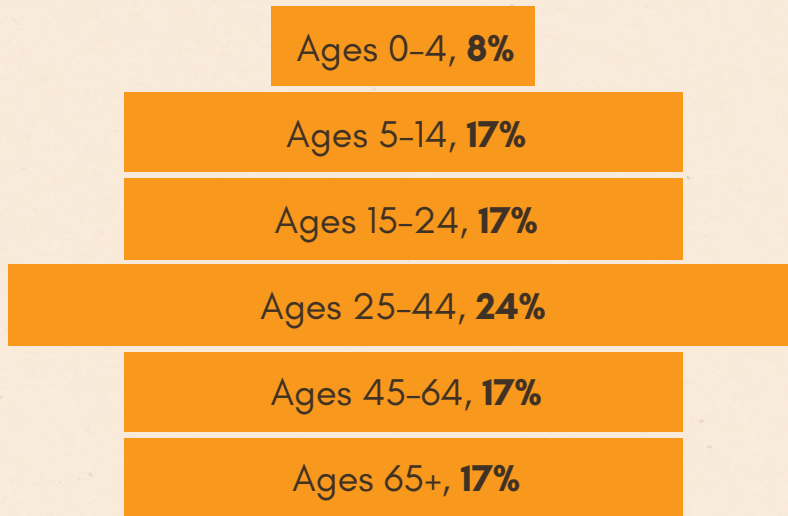 Ages 0–4, 8%
Ages 5–14, 17%
Ages 15–24, 17%
Ages 25–44, 24%
Ages 45–64, 17%
Ages 65+, 17%